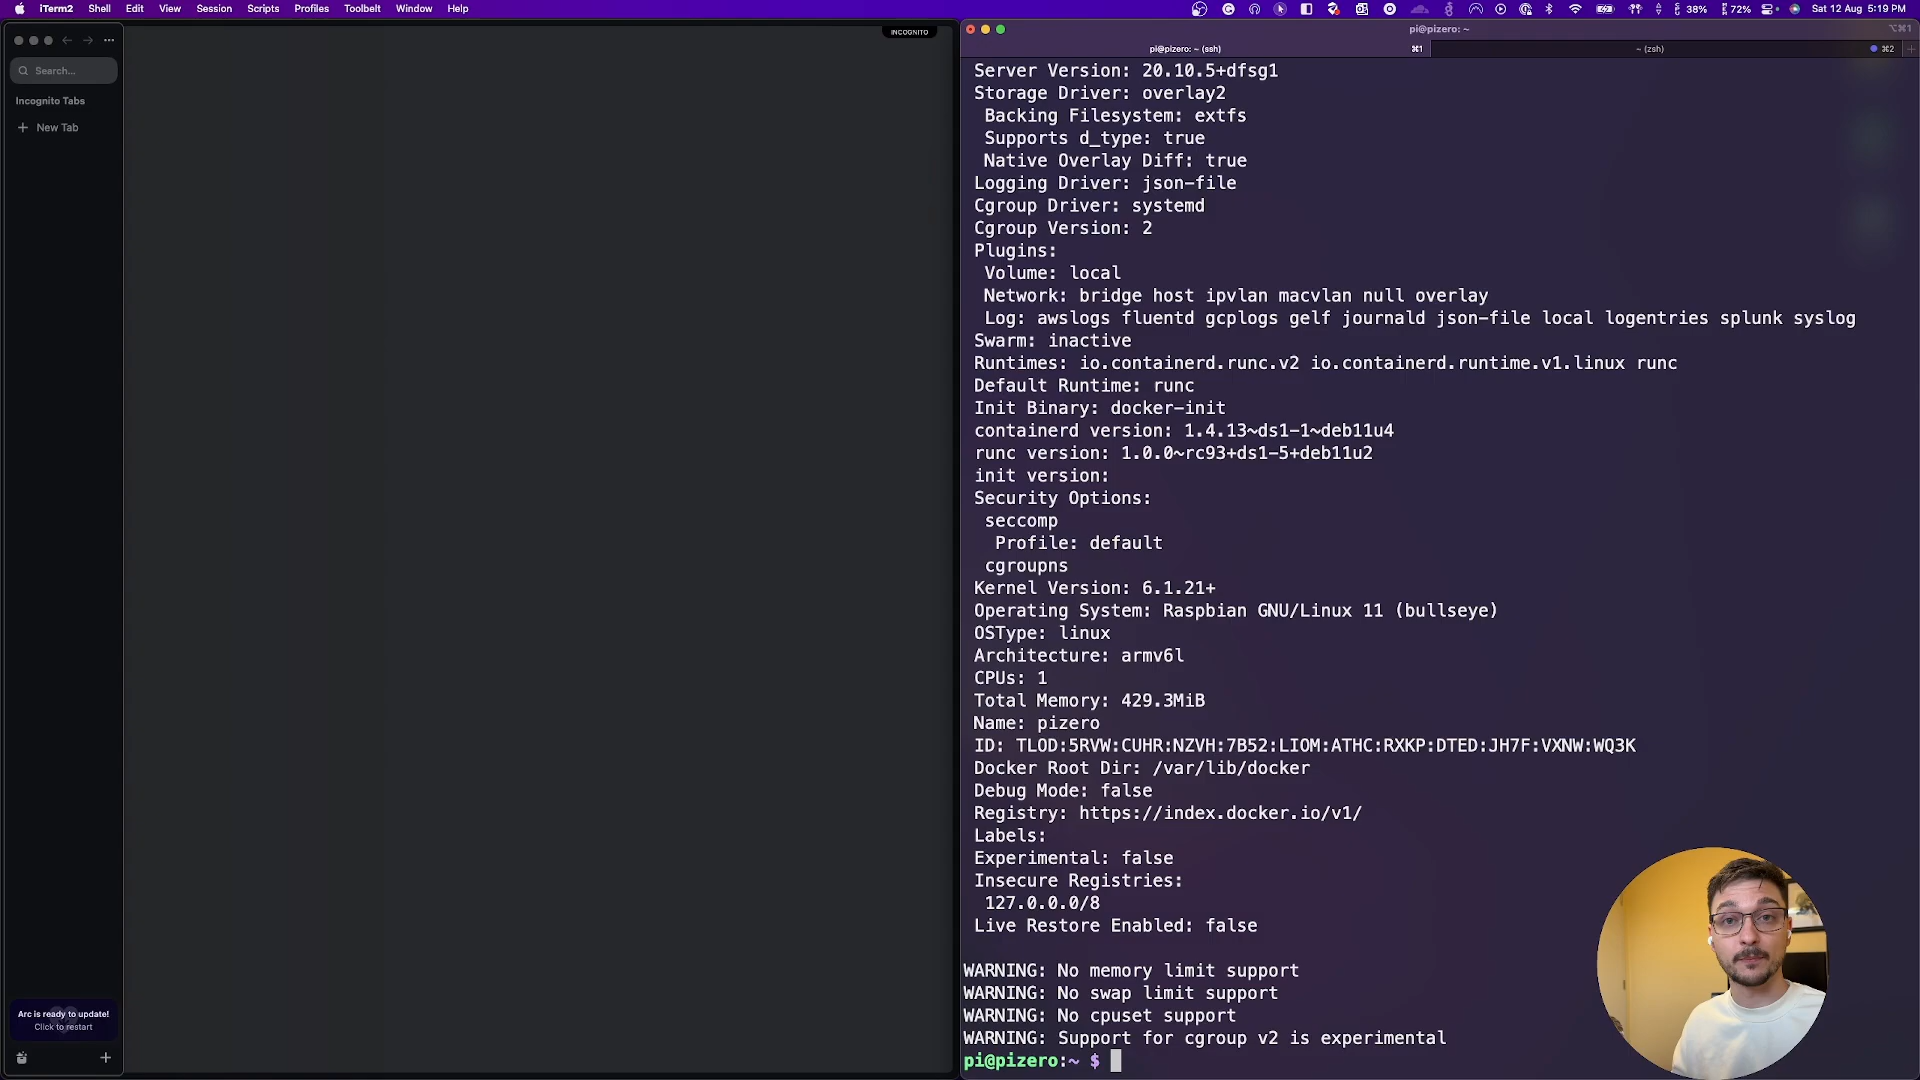 iTerm2 Shell Edit View Session Scripts Profiles Toolbelt Window Help
38% 72% Sat 12 Aug 5:19 PM
Search...
Incognito Tabs
New Tab
INCOGNITO
Arc is ready to update!
Click to restart
pi@pizero: ~
⌥⌘1
pi@pizero: ~ (ssh) ⌘1
~ (zsh) ⌘2
Server Version: 20.10.5+dfsg1
Storage Driver: overlay2
Backing Filesystem: extfs
Supports d_type: true
Native Overlay Diff: true
Logging Driver: json-file
Cgroup Driver: systemd
Cgroup Version: 2
Plugins:
Volume: local
Network: bridge host ipvlan macvlan null overlay
Log: awslogs fluentd gcplogs gelf journald json-file local logentries splunk syslog
Swarm: inactive
Runtimes: io.containerd.runc.v2 io.containerd.runtime.v1.linux runc
Default Runtime: runc
Init Binary: docker-init
containerd version: 1.4.13~ds1-1~deb11u4
runc version: 1.0.0~rc93+ds1-5+deb11u2
init version:
Security Options:
seccomp
Profile: default
cgroupns
Kernel Version: 6.1.21+
Operating System: Raspbian GNU/Linux 11 (bullseye)
OSType: linux
Architecture: armv6l
CPUs: 1
Total Memory: 429.3MiB
Name: pizero
ID: TLOD:5RVW:CUHR:NZVH:7B52:LIOM:ATHC:RXKP:DTED:JH7F:VXNW:WQ3K
Docker Root Dir: /var/lib/docker
Debug Mode: false
Registry: https://index.docker.io/v1/
Labels:
Experimental: false
Insecure Registries:
127.0.0.0/8
Live Restore Enabled: false
WARNING: No memory limit support
WARNING: No swap limit support
WARNING: No cpuset support
WARNING: Support for cgroup v2 is experimental
pi@pizero:~ $